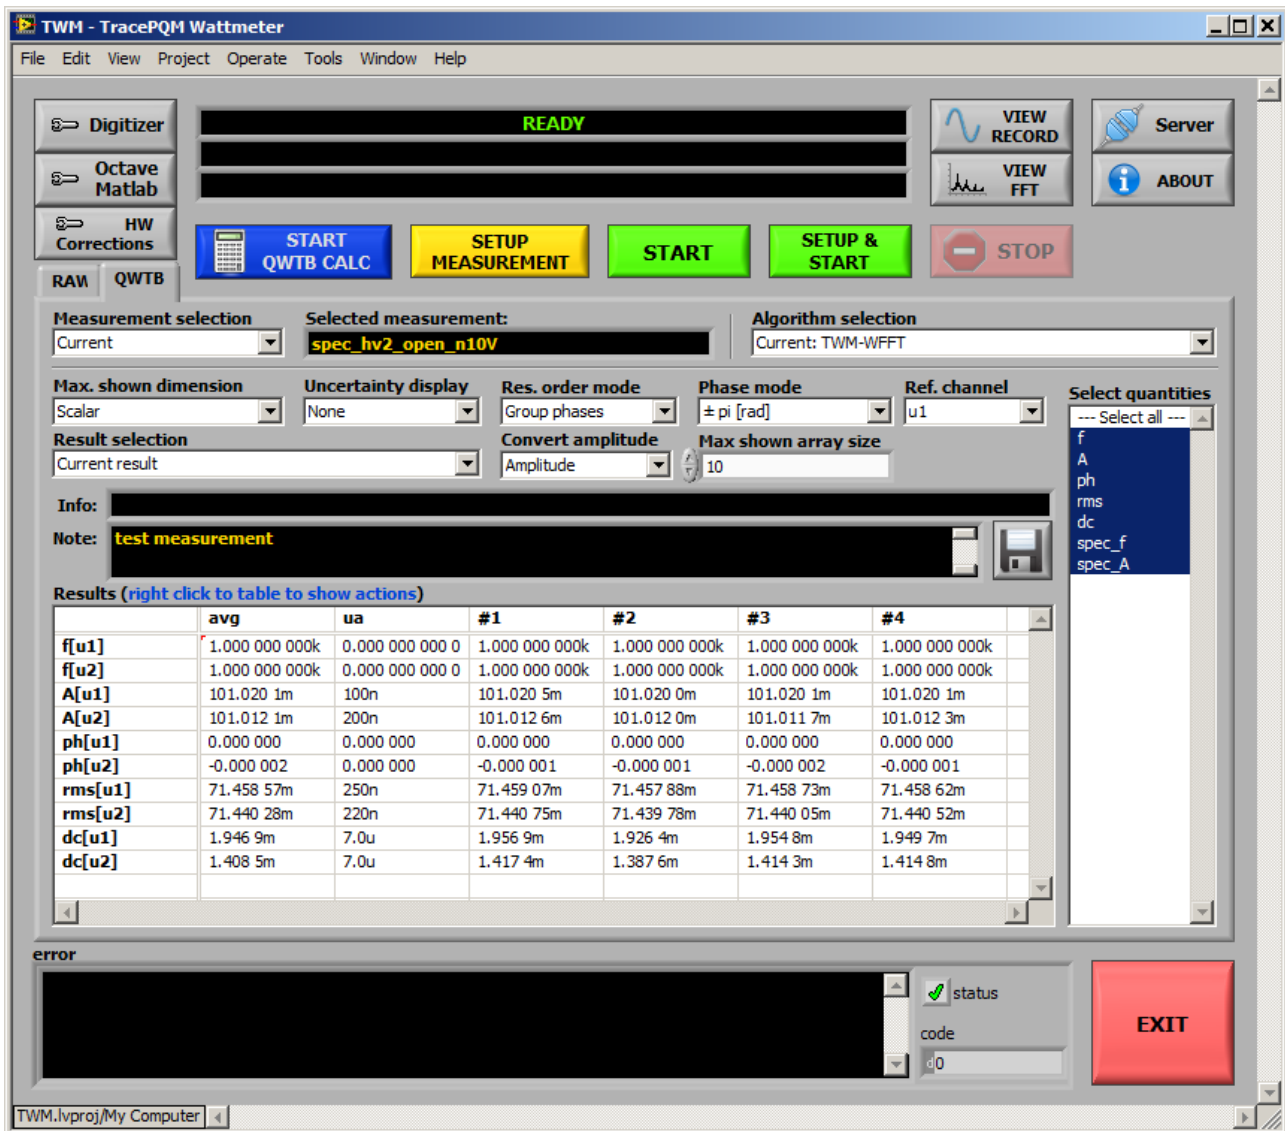 TWM - TracePQM Wattmeter
File Edit View Project Operate Tools Window Help
Digitizer
READY
VIEW RECORD
Server
Octave Matlab
VIEW FFT
ABOUT
HW Corrections
START QWTB CALC
SETUP MEASUREMENT
START
SETUP & START
STOP
RAW QWTB
Measurement selection Selected measurement: Algorithm selection
Current spec_hv2_open_n10V Current: TWM-WFFT
Max. shown dimension Uncertainty display Res. order mode Phase mode Ref. channel Select quantities
Scalar None Group phases ± pi [rad] u1 --- Select all ---
Result selection Convert amplitude Max shown array size
Current result Amplitude 10
f
A
ph
rms
dc
spec_f
spec_A
Info:
Note: test measurement
Results (right click to table to show actions)
avg ua #1 #2 #3 #4
f[u1] 1.000 000 000k 0.000 000 000 0 1.000 000 000k 1.000 000 000k 1.000 000 000k 1.000 000 000k
f[u2] 1.000 000 000k 0.000 000 000 0 1.000 000 000k 1.000 000 000k 1.000 000 000k 1.000 000 000k
A[u1] 101.020 1m 100n 101.020 5m 101.020 0m 101.020 1m 101.020 1m
A[u2] 101.012 1m 200n 101.012 6m 101.012 0m 101.011 7m 101.012 3m
ph[u1] 0.000 000 0.000 000 0.000 000 0.000 000 0.000 000 0.000 000
ph[u2] -0.000 002 0.000 000 -0.000 001 -0.000 001 -0.000 002 -0.000 001
rms[u1] 71.458 57m 250n 71.459 07m 71.457 88m 71.458 73m 71.458 62m
rms[u2] 71.440 28m 220n 71.440 75m 71.439 78m 71.440 05m 71.440 52m
dc[u1] 1.946 9m 7.0u 1.956 9m 1.926 4m 1.954 8m 1.949 7m
dc[u2] 1.408 5m 7.0u 1.417 4m 1.387 6m 1.414 3m 1.414 8m
error
status
code
d0
EXIT
TWM.lvproj/My Computer